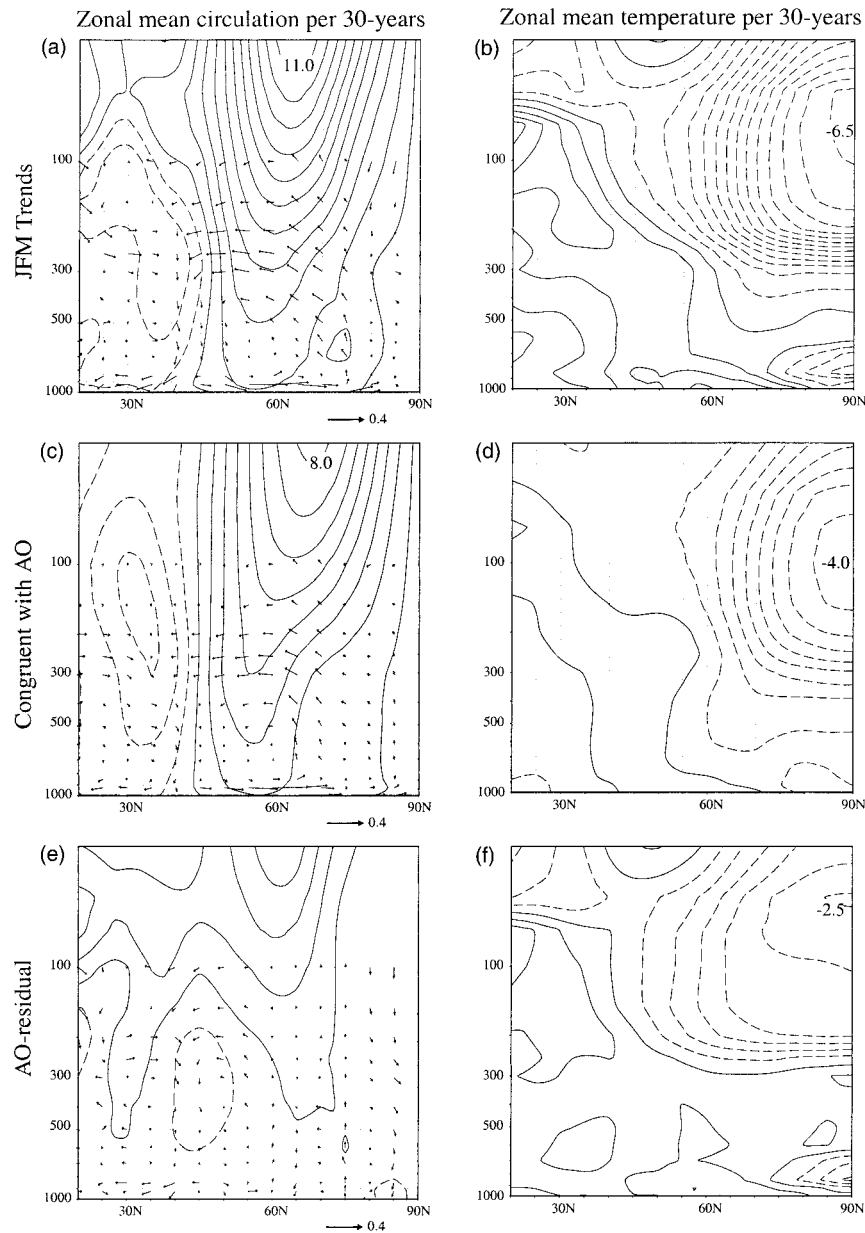 Zonal mean circulation per 30-years
Zonal mean temperature per 30-years
JFM Trends
(a)
11.0
100
300
500
1000
30N 60N 90N
0.4
(b)
-6.5
100
300
500
1000
30N 60N 90N
Congruent with AO
(c)
8.0
100
300
500
1000
30N 60N 90N
0.4
(d)
-4.0
100
300
500
1000
30N 60N 90N
AO-residual
(e)
100
300
500
1000
30N 60N 90N
0.4
(f)
-2.5
100
300
500
1000
30N 60N 90N